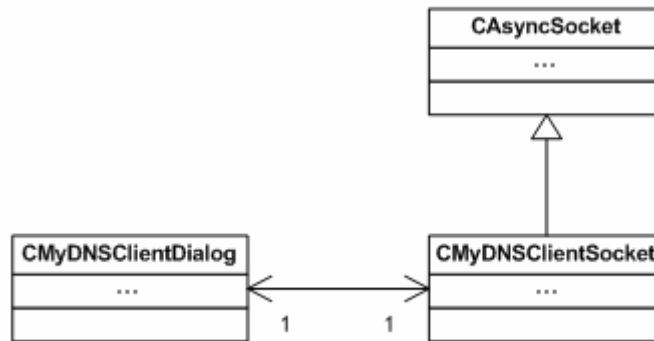 CAsyncSocket
...
CMyDNSClientDialog
...
CMyDNSClientSocket
...
1
1